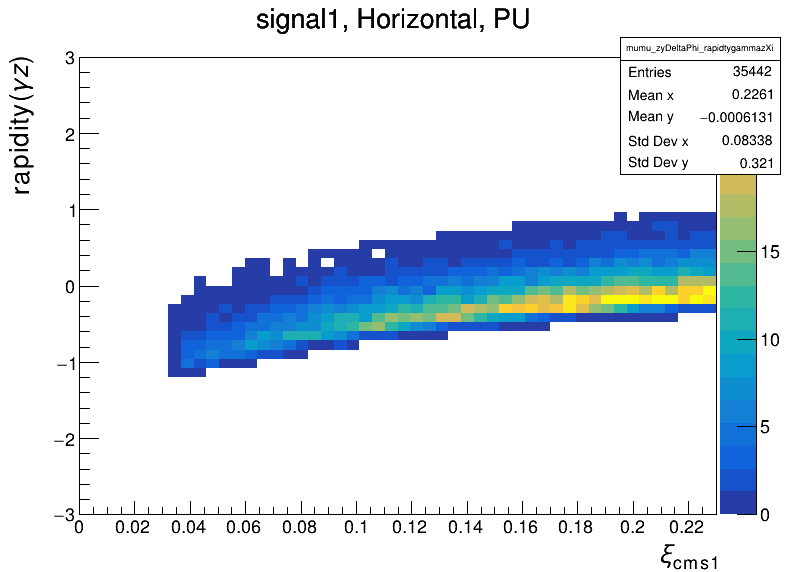 signal1, Horizontal, PU
mumu_zyDeltaPhi_rapidtygammazXi
Entries 35442
Mean x 0.2261
Mean y −0.0006131
Std Dev x 0.08338
Std Dev y 0.321
rapidity(γz)
3
2
1
0
−1
−2
−3
0 0.02 0.04 0.06 0.08 0.1 0.12 0.14 0.16 0.18 0.2 0.22
ξcms1
15
10
5
0